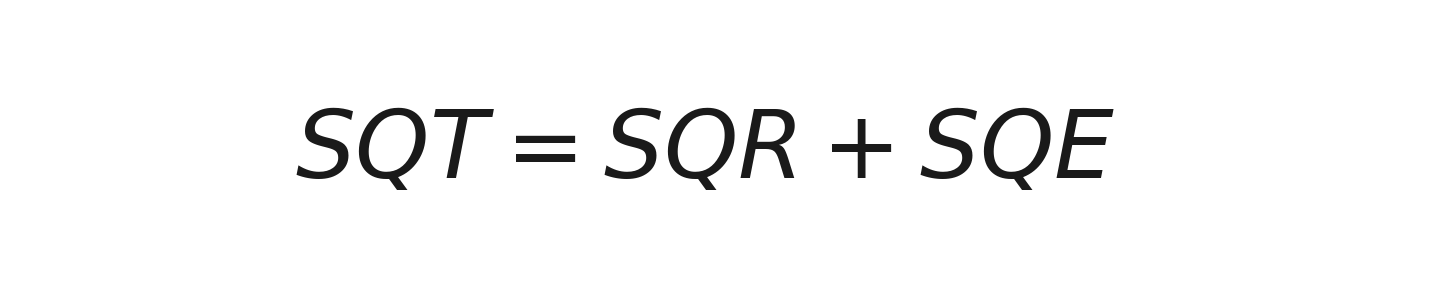 SQT = SQR + SQE